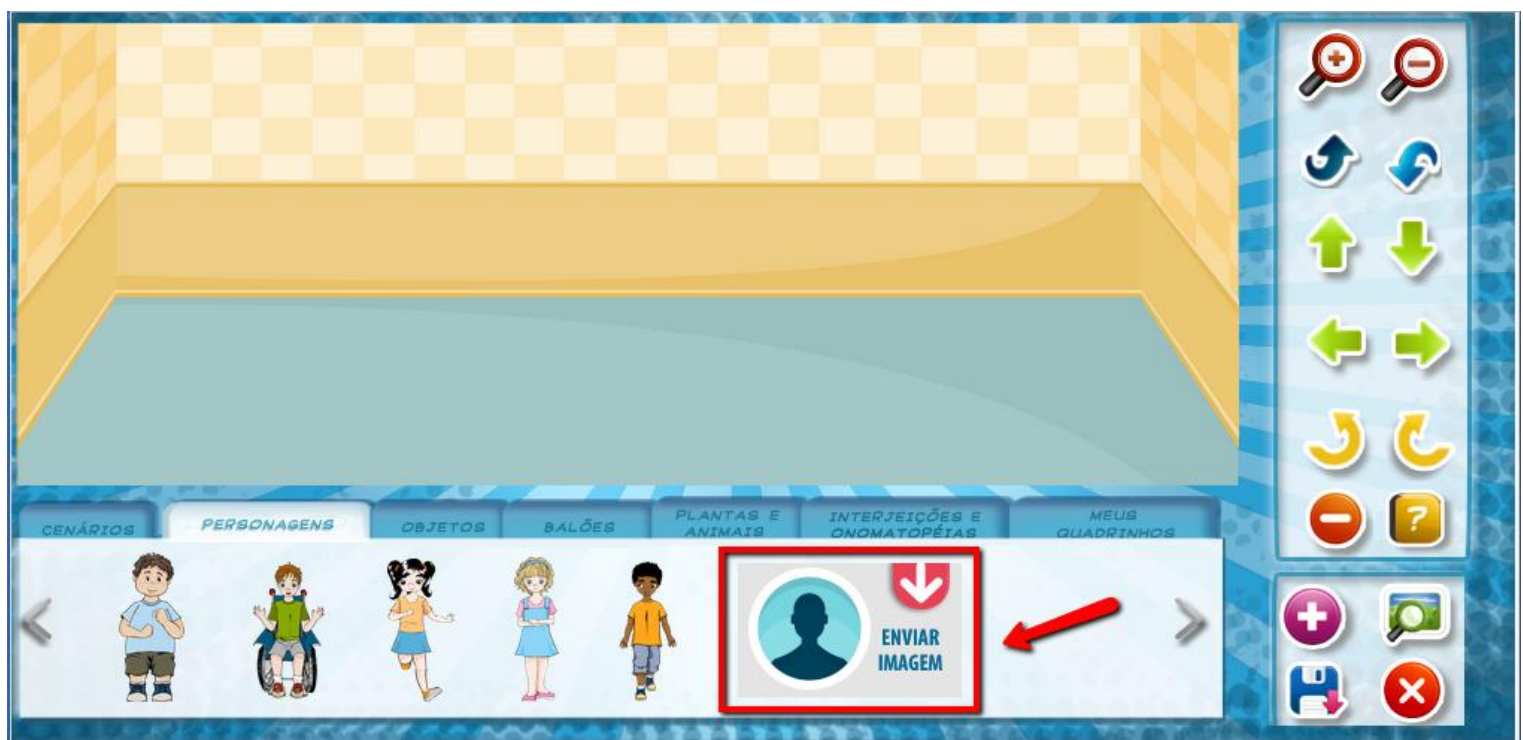 CENÁRIOS
PERSONAGENS
OBJETOS
BALÕES
PLANTAS E
ANIMAIS
INTERJEIÇÕES E
ONOMATOPÉIAS
MEUS
QUADRINHOS
ENVIAR
IMAGEM
?